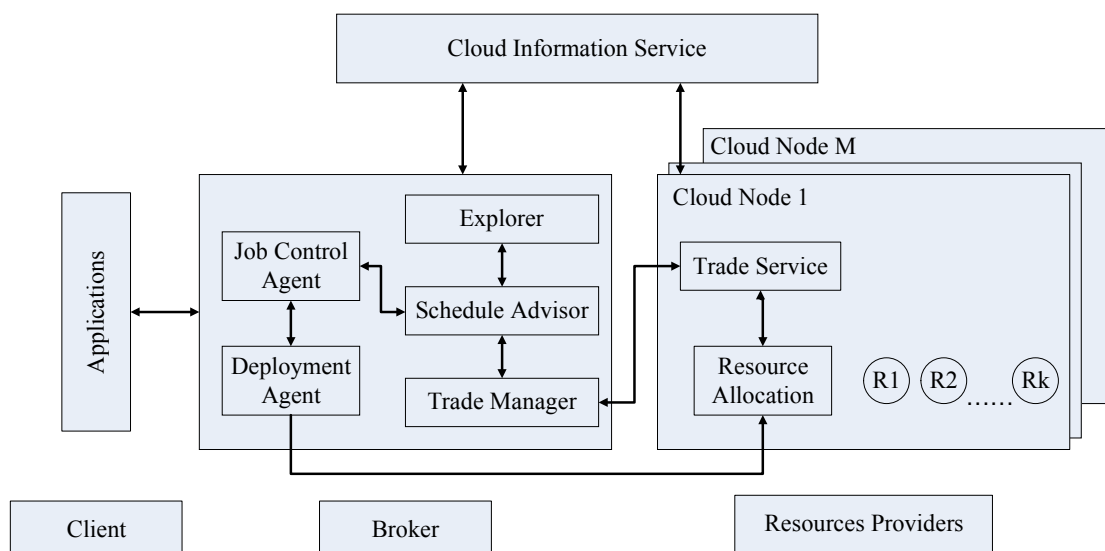 Cloud Information Service
Cloud Node M
Cloud Node 1
Applications
Explorer
Job Control
Agent
Schedule Advisor
Deployment
Agent
Trade Manager
Trade Service
Resource
Allocation
R1 R2 ...... Rk
Client
Broker
Resources Providers